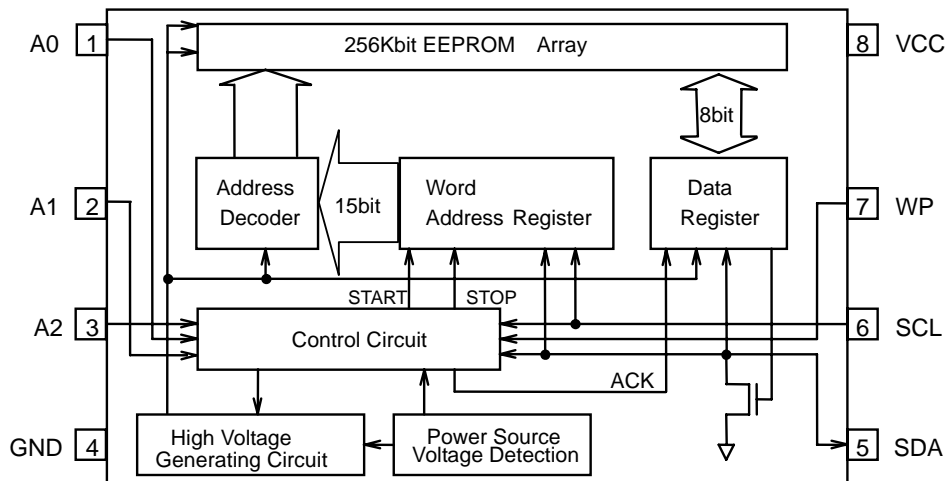 A0 1
256Kbit EEPROM Array
8 VCC
8bit
A1 2
Address
Decoder
15bit
Word
Address Register
Data
Register
7 WP
START
STOP
A2 3
Control Circuit
6 SCL
ACK
GND 4
High Voltage
Generating Circuit
Power Source
Voltage Detection
5 SDA